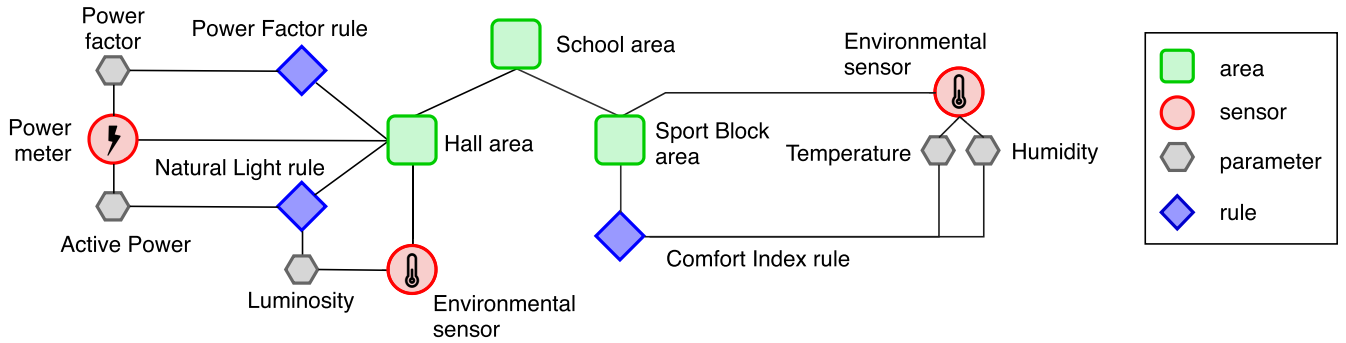 Power
factor
Power Factor rule
School area
Environmental
sensor
area
sensor
parameter
rule
Power
meter
Hall area
Sport Block
area
Temperature
Humidity
Natural Light rule
Active Power
Comfort Index rule
Luminosity
Environmental
sensor